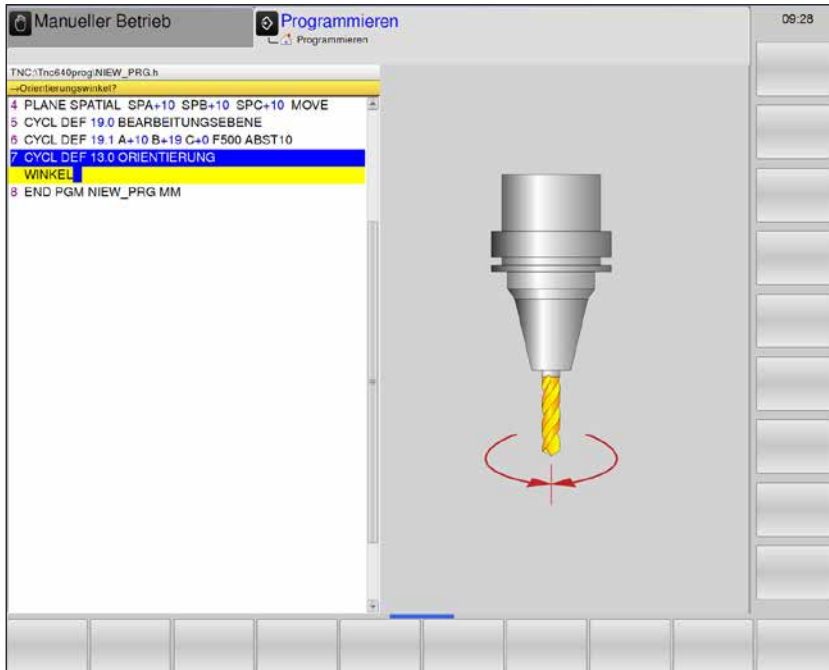 Manueller Betrieb
Programmieren
Programmieren
09:28
TNC:\Tnc640prog\NIEW_PRG.h
→Orientierungswinkel?
4 PLANE SPATIAL SPA+10 SPB+10 SPC+10 MOVE
5 CYCL DEF 19.0 BEARBEITUNGSEBENE
6 CYCL DEF 19.1 A+10 B+19 C+0 F500 ABST10
7 CYCL DEF 13.0 ORIENTIERUNG
WINKEL
8 END PGM NIEW_PRG MM